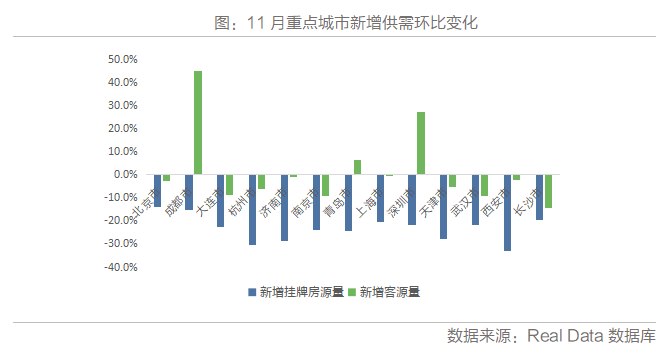 图：11 月重点城市新增供需环比变化
50.0%
40.0%
30.0%
20.0%
10.0%
0.0%
-10.0%
-20.0%
-30.0%
-40.0%
北京市
成都市
大连市
杭州市
济南市
南京市
青岛市
上海市
深圳市
天津市
武汉市
西安市
长沙市
新增挂牌房源量 新增客源量
数据来源：Real Data 数据库